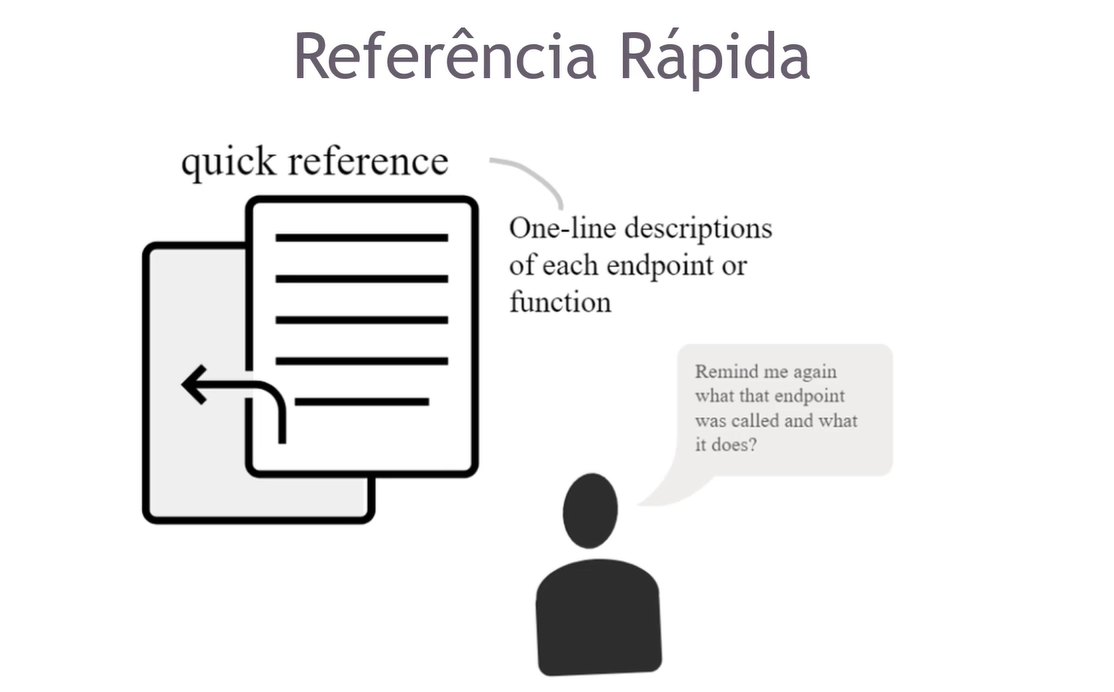 Referência Rápida
quick reference
One-line descriptions
of each endpoint or
function
Remind me again
what that endpoint
was called and what
it does?